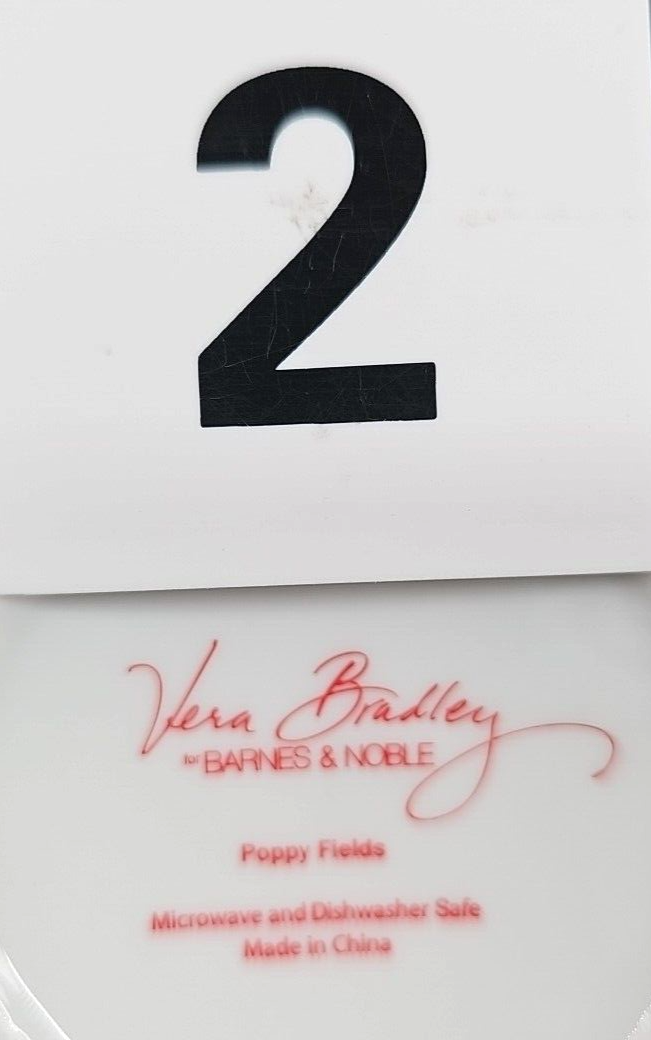 2
Vera Bradley
for BARNES & NOBLE
Poppy Fields
Microwave and Dishwasher Safe
Made in China